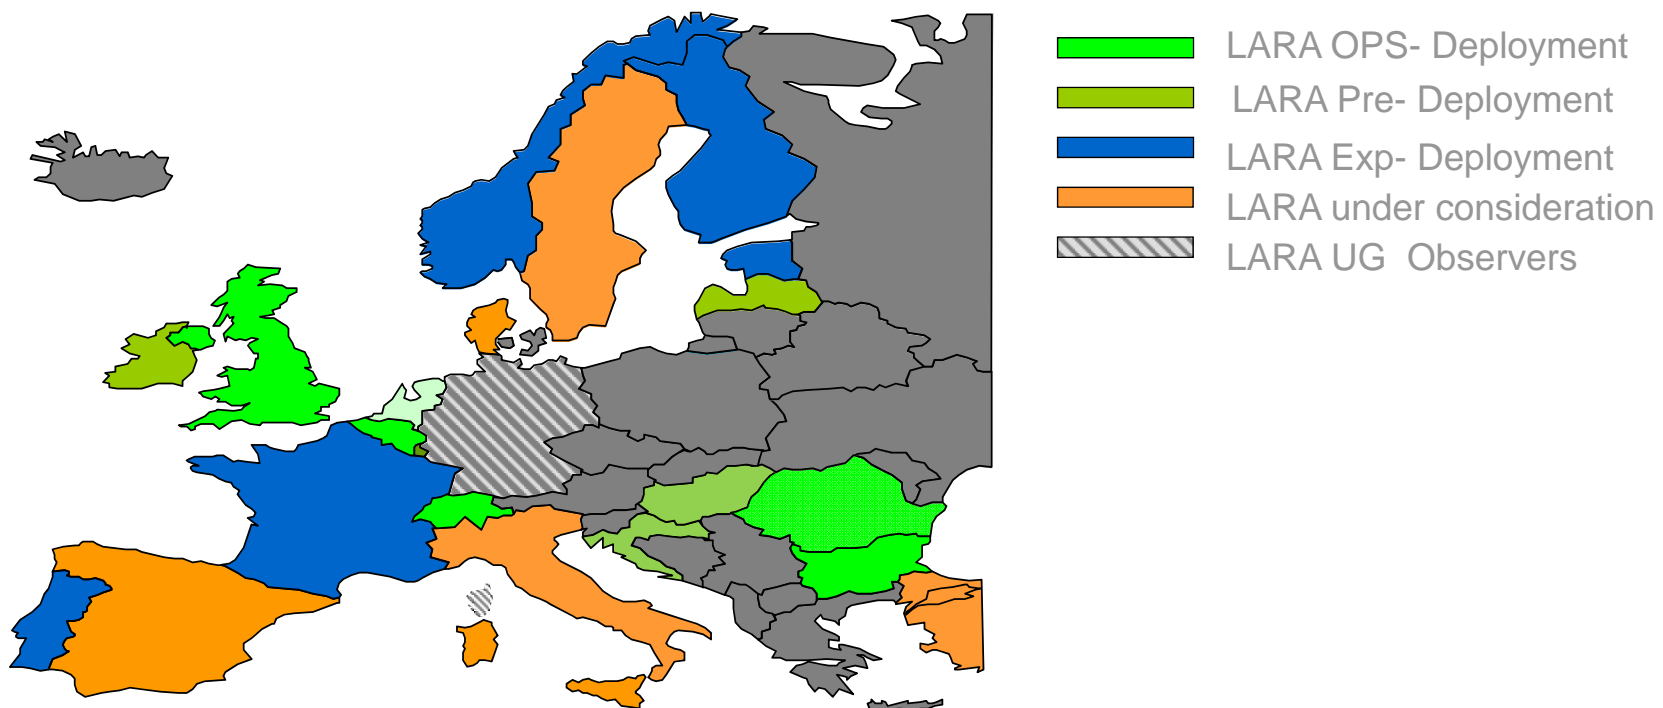 LARA OPS- Deployment
LARA Pre- Deployment
LARA Exp- Deployment
LARA under consideration
LARA UG Observers